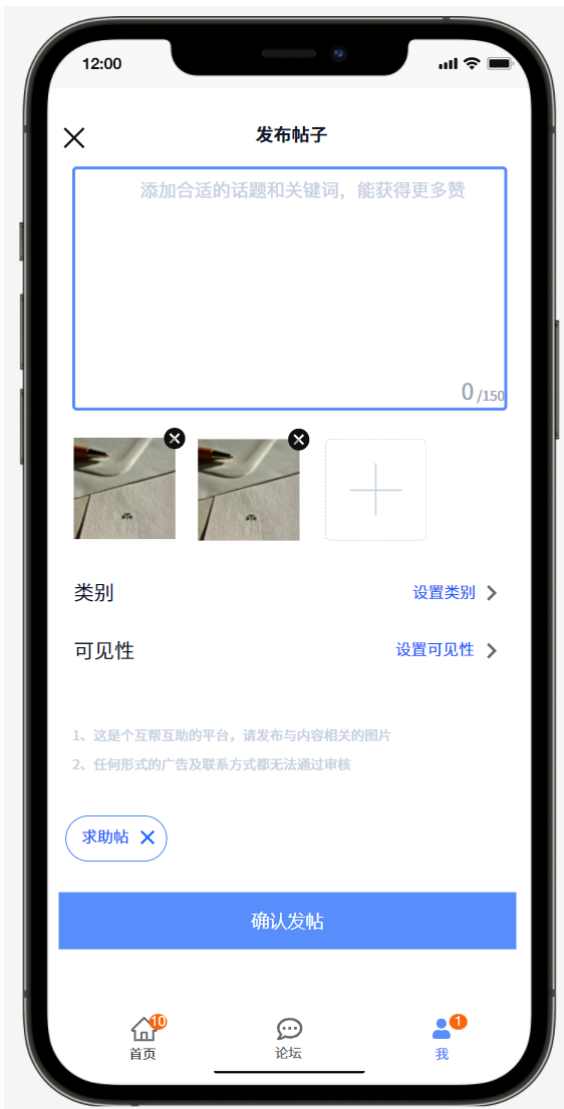 12:00
发布帖子
添加合适的话题和关键词，能获得更多赞
0/150
类别
设置类别
可见性
设置可见性
1、这是个互帮互助的平台，请发布与内容相关的图片
2、任何形式的广告及联系方式都无法通过审核
求助帖
确认发帖
10
1
首页
论坛
我